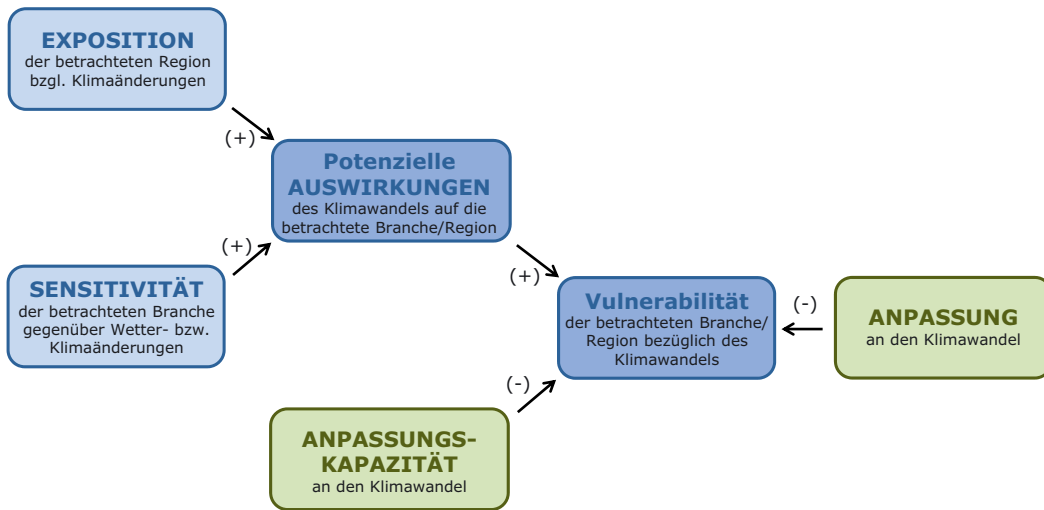 EXPOSITION
der betrachteten Region
bzgl. Klimaänderungen
(+)
Potenzielle
AUSWIRKUNGEN
des Klimawandels auf die
betrachtete Branche/Region
(+)
SENSITIVITÄT
der betrachteten Branche
gegenüber Wetter- bzw.
Klimaänderungen
(+)
Vulnerabilität
der betrachteten Branche/
Region bezüglich des
Klimawandels
(-)
ANPASSUNG
an den Klimawandel
(-)
ANPASSUNGS-
KAPAZITÄT
an den Klimawandel